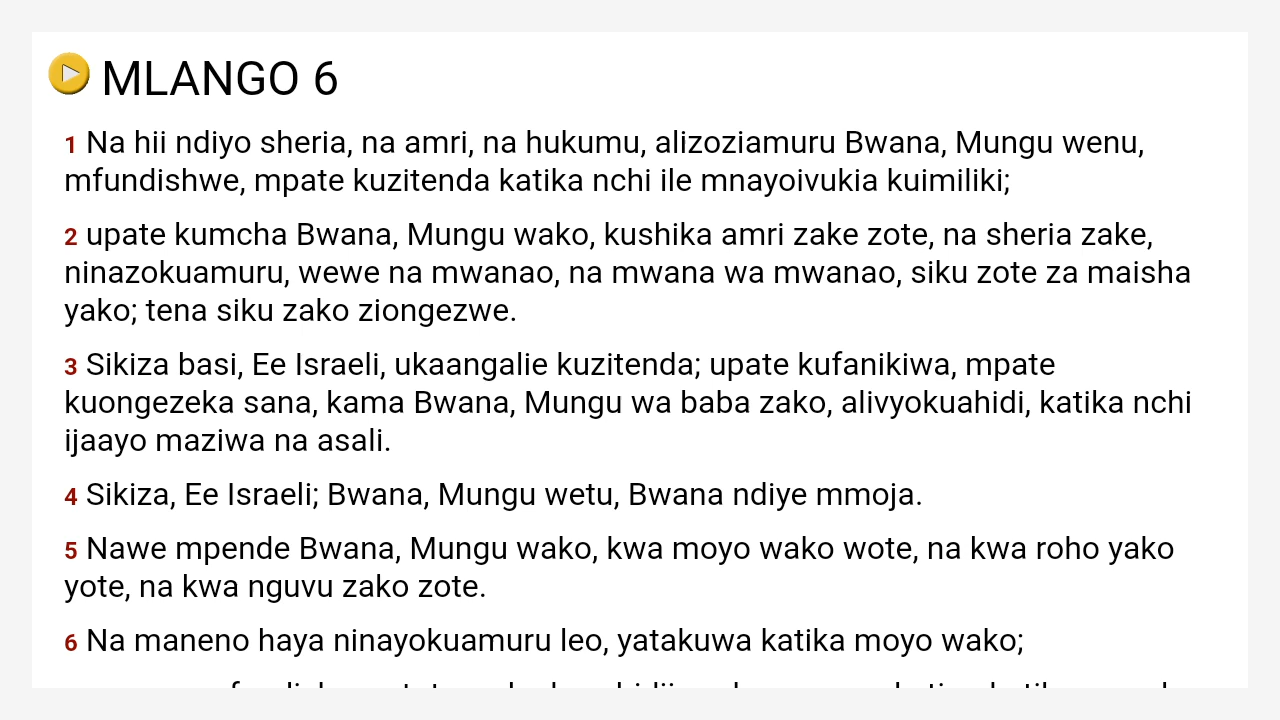 MLANGO 6
1 Na hii ndiyo sheria, na amri, na hukumu, alizoziamuru Bwana, Mungu wenu,
mfundishwe, mpate kuzitenda katika nchi ile mnayoivukia kuimiliki;
2 upate kumcha Bwana, Mungu wako, kushika amri zake zote, na sheria zake,
ninazokuamuru, wewe na mwanao, na mwana wa mwanao, siku zote za maisha
yako; tena siku zako ziongezwe.
3 Sikiza basi, Ee Israeli, ukaangalie kuzitenda; upate kufanikiwa, mpate
kuongezeka sana, kama Bwana, Mungu wa baba zako, alivyokuahidi, katika nchi
ijaayo maziwa na asali.
4 Sikiza, Ee Israeli; Bwana, Mungu wetu, Bwana ndiye mmoja.
5 Nawe mpende Bwana, Mungu wako, kwa moyo wako wote, na kwa roho yako
yote, na kwa nguvu zako zote.
6 Na maneno haya ninayokuamuru leo, yatakuwa katika moyo wako;